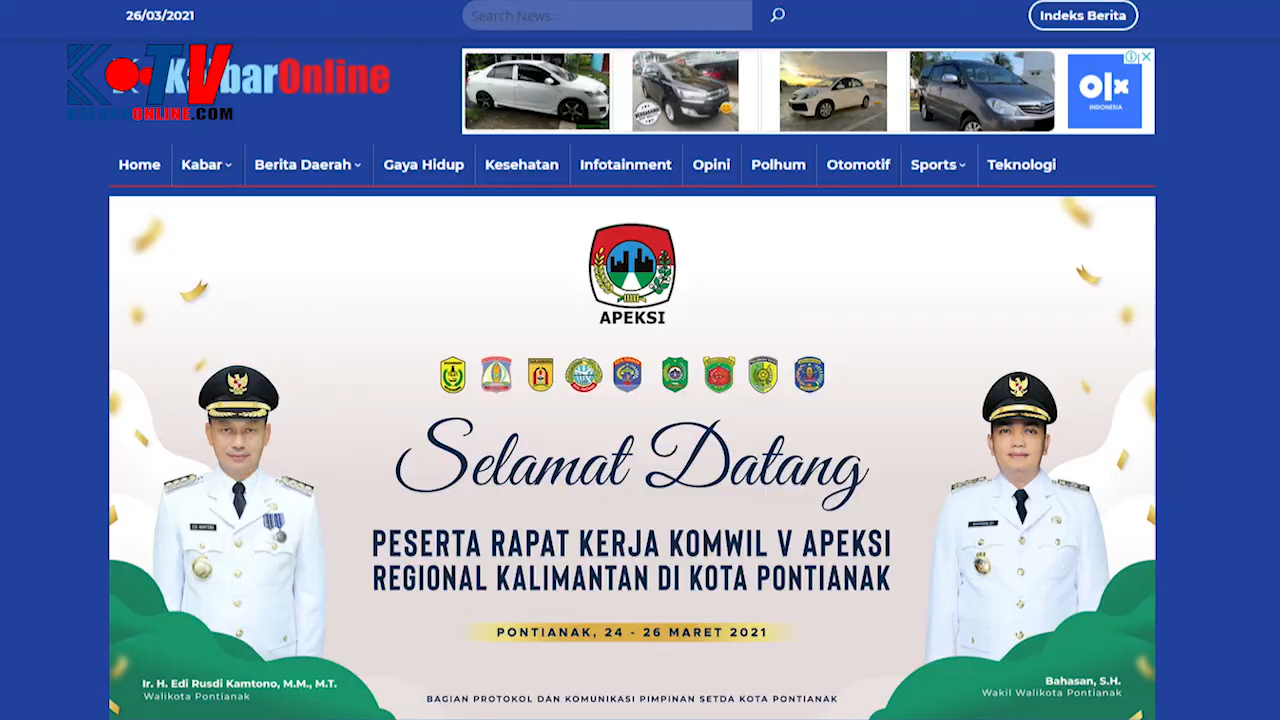 26/03/2021
Search News......
Indeks Berita
KOTV
KalbarOnline
KALBARONLINE.COM
olx
INDONESIA
Home
Kabar
Berita Daerah
Gaya Hidup
Kesehatan
Infotainment
Opini
Polhum
Otomotif
Sports
Teknologi
APEKSI
Selamat Datang
PESERTA RAPAT KERJA KOMWIL V APEKSI
REGIONAL KALIMANTAN DI KOTA PONTIANAK
PONTIANAK, 24 - 26 MARET 2021
Ir. H. Edi Rusdi Kamtono, M.M., M.T.
Walikota Pontianak
Bahasan, S.H.
Wakil Walikota Pontianak
BAGIAN PROTOKOL DAN KOMUNIKASI PIMPINAN SETDA KOTA PONTIANAK